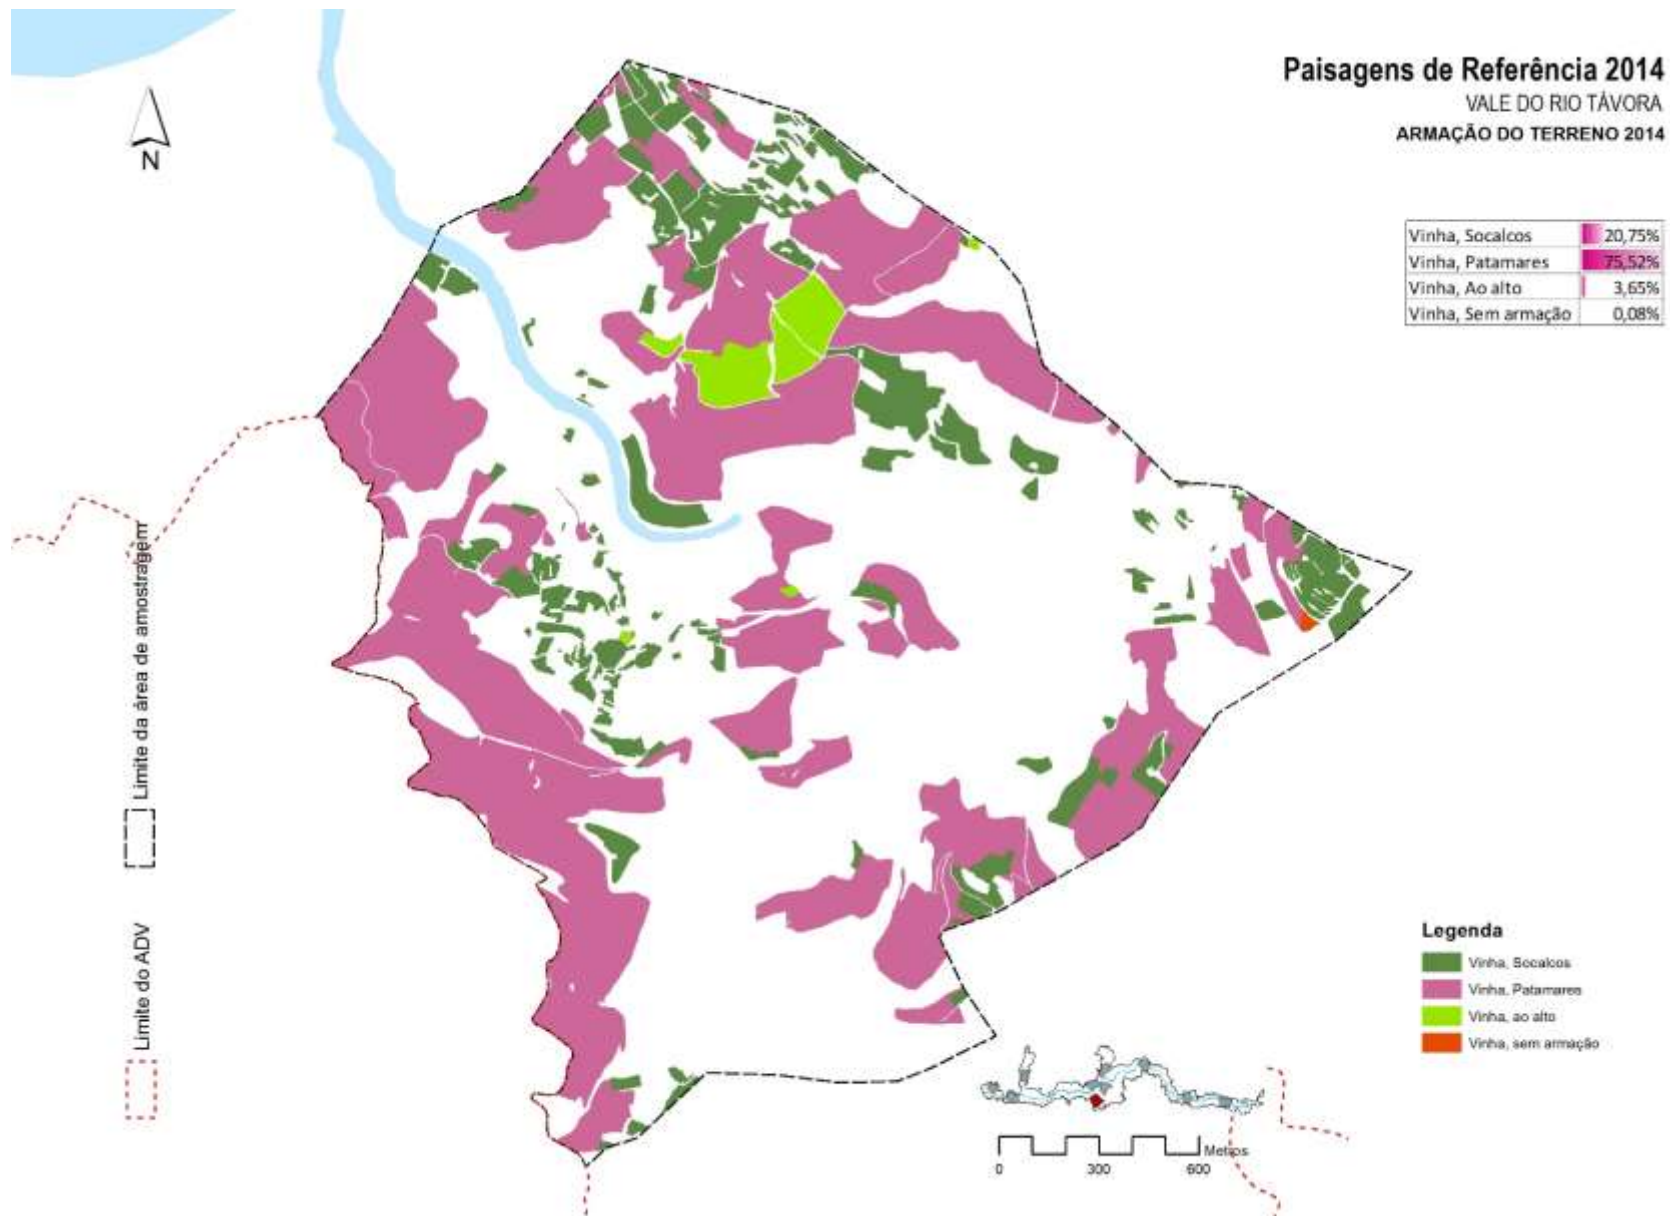 Paisagens de Referência 2014
VALE DO RIO TÁVORA
ARMAÇÃO DO TERRENO 2014
N
Vinha, Socalcos 20,75%
Vinha, Patamares 75,52%
Vinha, Ao alto 3,65%
Vinha, Sem armação 0,08%
Limite da área de amostragem
Limite do ADV
Legenda
Vinha, Socalcos
Vinha, Patamares
Vinha, ao alto
Vinha, sem armação
Metros
0 300 600